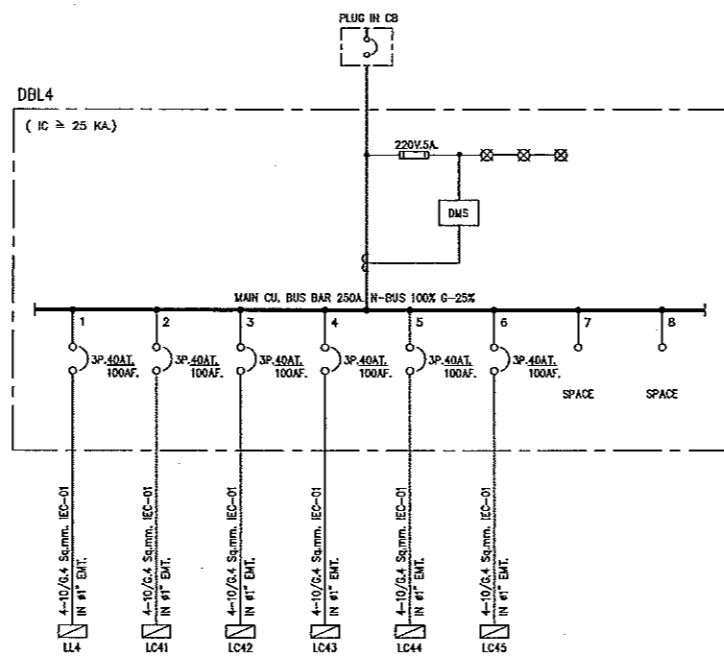 PLUG IN CB
DBL4
( IC ≥ 25 KA.)
220V.5A.
DMS
MAIN CU. BUS BAR 250A. N-BUS 100% G-25%
1 2 3 4 5 6 7 8
3P.40AT. 3P.40AT. 3P.40AT. 3P.40AT. 3P.40AT. 3P.40AT.
100AF. 100AF. 100AF. 100AF. 100AF. 100AF.
SPACE SPACE
4-10/G.4 Sq.mm. IEC-01
IN ø1" EMT.
4-10/G.4 Sq.mm. IEC-01
IN ø1" EMT.
4-10/G.4 Sq.mm. IEC-01
IN ø1" EMT.
4-10/G.4 Sq.mm. IEC-01
IN ø1" EMT.
4-10/G.4 Sq.mm. IEC-01
IN ø1" EMT.
4-10/G.4 Sq.mm. IEC-01
IN ø1" EMT.
LL4 LC41 LC42 LC43 LC44 LC45